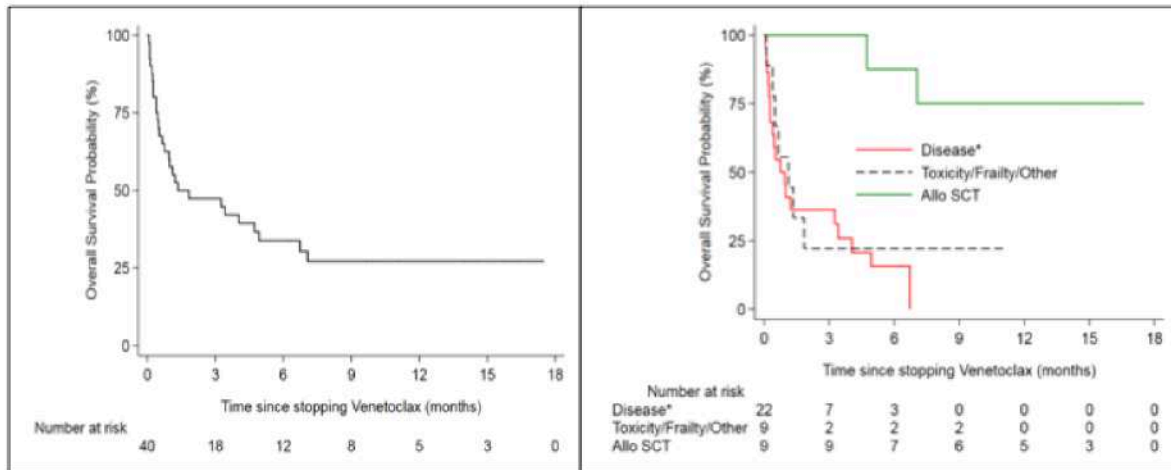 100
75
50
25
0
Overall Survival Probability (%)
0 3 6 9 12 15 18
Time since stopping Venetoclax (months)
Number at risk
40 18 12 8 5 3 0
100
75
50
25
0
Overall Survival Probability (%)
Disease*
Toxicity/Frailty/Other
Allo SCT
0 3 6 9 12 15 18
Time since stopping Venetoclax (months)
Number at risk
Disease* 22 7 3 0 0 0 0
Toxicity/Frailty/Other 9 2 2 2 0 0 0
Allo SCT 9 9 7 6 5 3 0